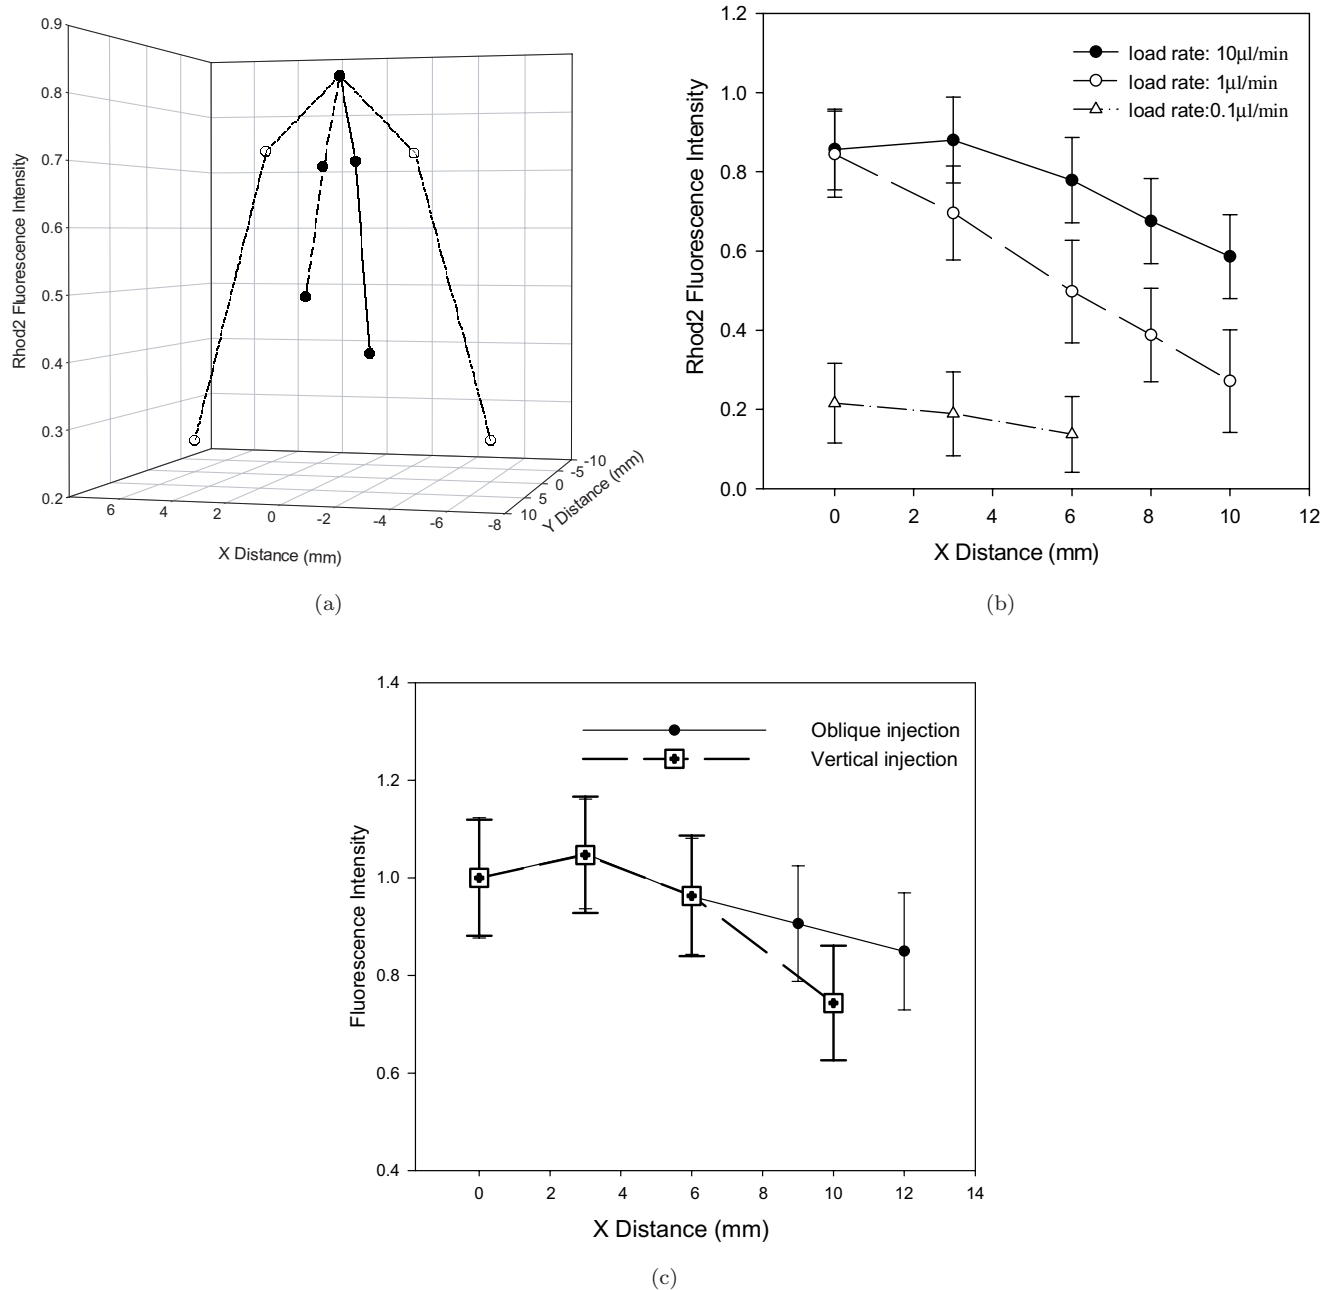 0.9
0.8
0.7
0.6
0.5
0.4
0.3
0.2
Rhod2 Fluorescence Intensity
6
4
2
0
-2
-4
-6
-8
X Distance (mm)
-10
-5
0
5
10
Y Distance (mm)
(a)
1.2
1.0
0.8
0.6
0.4
0.2
0.0
Rhod2 Fluorescence Intensity
load rate: 10µl/min
load rate: 1µl/min
load rate:0.1µl/min
0 2 4 6 8 10 12
X Distance (mm)
(b)
1.4
1.2
1.0
0.8
0.6
0.4
Fluorescence Intensity
Oblique injection
Vertical injection
0 2 4 6 8 10 12 14
X Distance (mm)
(c)